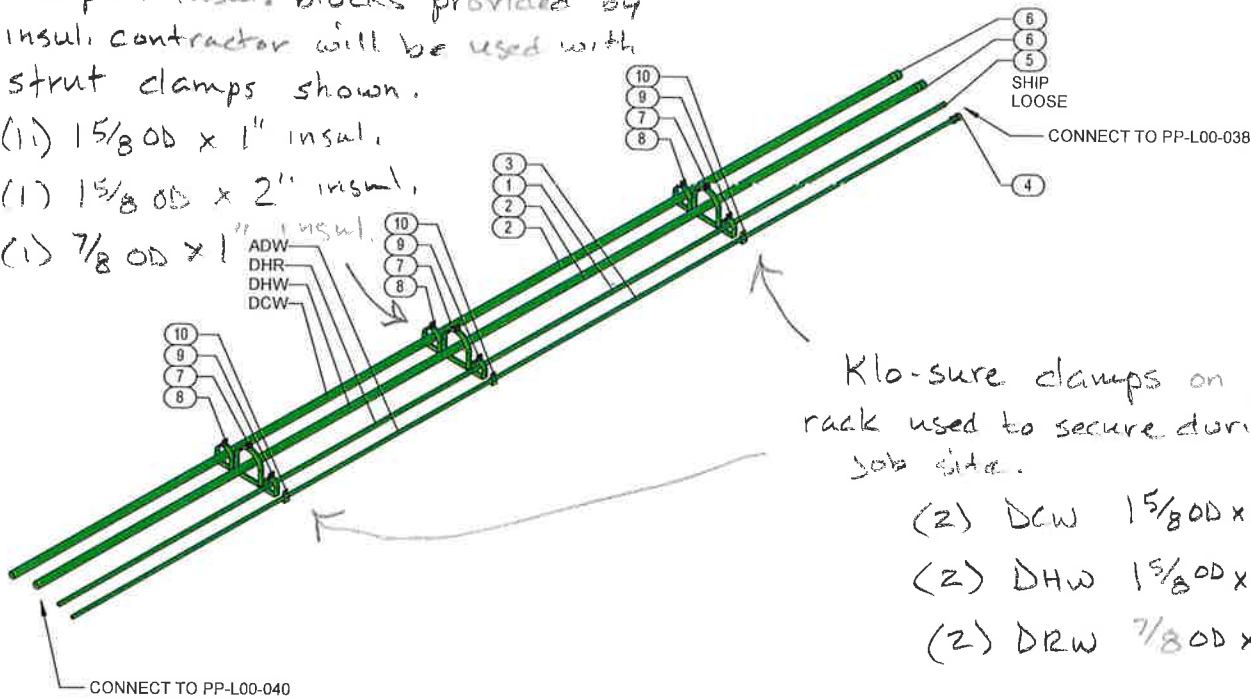 blocks provided by
insul. contractor will be used with
strut clamps shown.
(1) 1 5/8 OD x 1" insul.
(1) 1 5/8 OD x 2" insul.
(1) 7/8 OD x 1" insul.
ADW
DHR
DHW
DCW
10
9
7
8
10
9
7
8
3
1
2
2
10
9
7
8
6
6
5
SHIP
LOOSE
CONNECT TO PP-L00-038
4
Klo-sure clamps on
rack used to secure duri
job site.
(2) DCW 1 5/8 OD x
(2) DHW 1 5/8 OD x
(2) DRW 7/8 OD x
CONNECT TO PP-L00-040